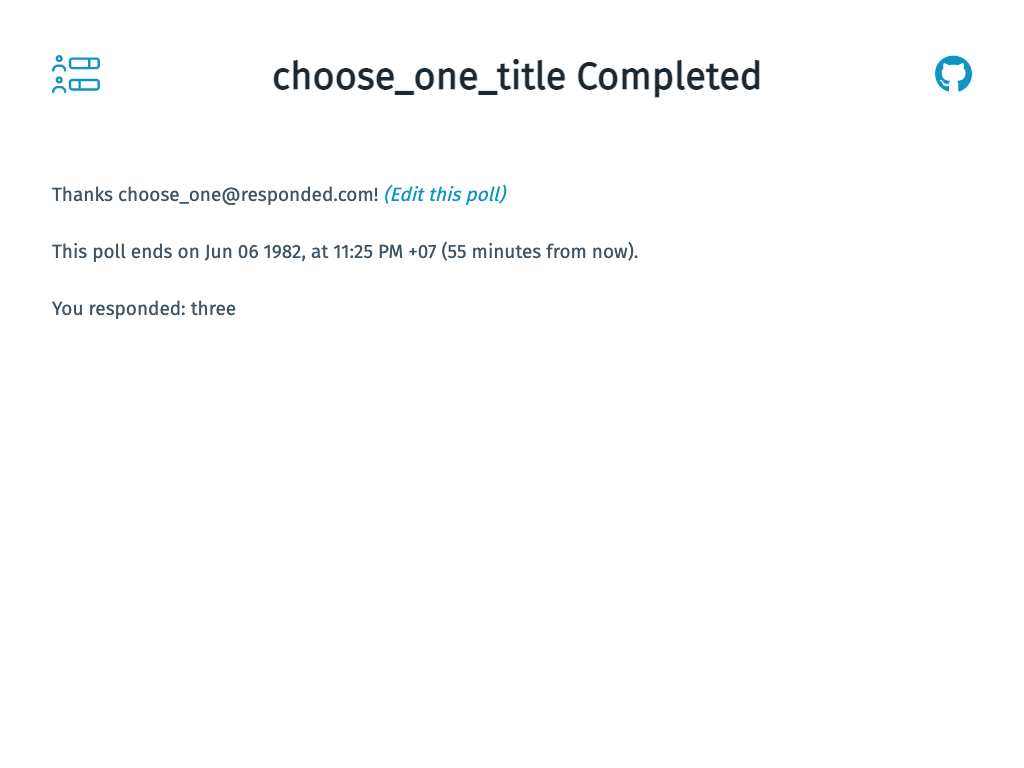 choose_one_title Completed
Thanks choose_one@responded.com! (Edit this poll)
This poll ends on Jun 06 1982, at 11:25 PM +07 (55 minutes from now).
You responded: three